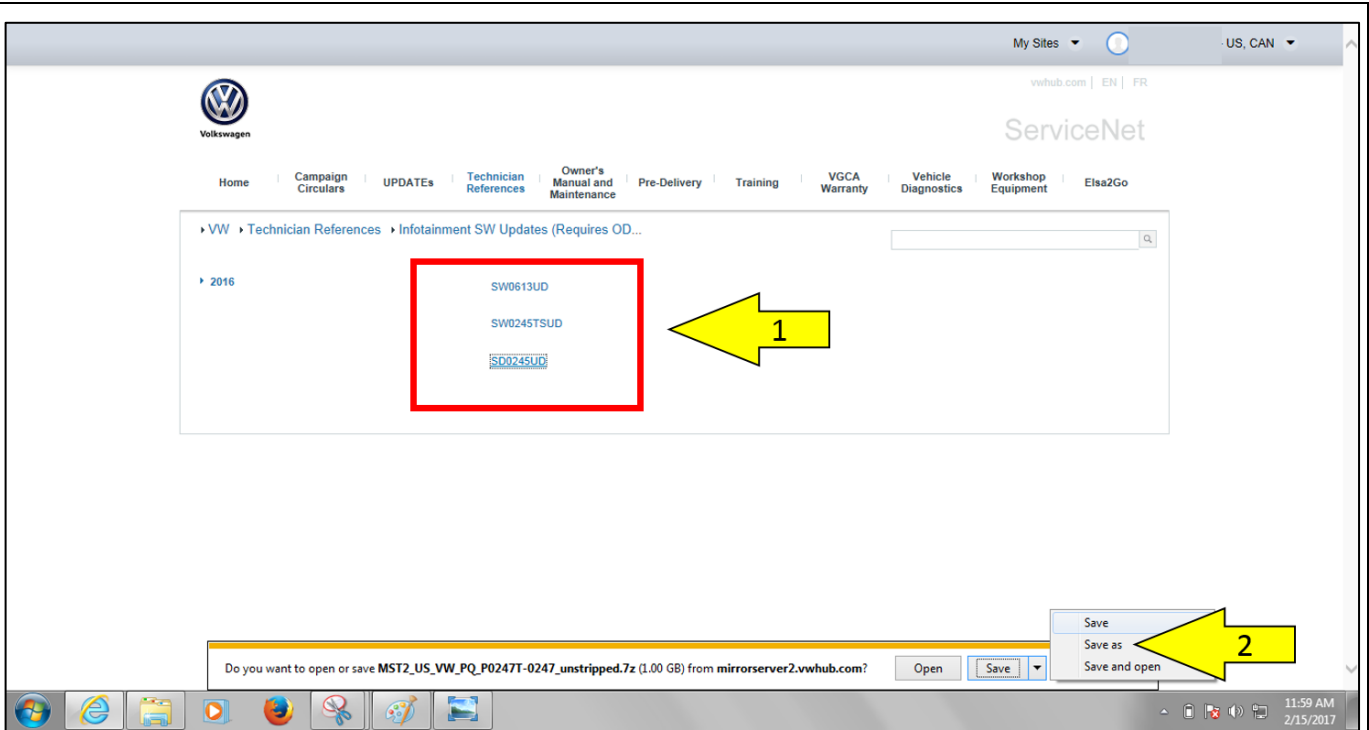 My Sites
US, CAN
vwhub.com | EN | FR
Volkswagen
ServiceNet
Home
Campaign
Circulars
UPDATEs
Technician
References
Owner's
Manual and
Maintenance
Pre-Delivery
Training
VGCA
Warranty
Vehicle
Diagnostics
Workshop
Equipment
Elsa2Go
VW
Technician References
Infotainment SW Updates (Requires OD...
2016
SW0613UD
SW0245TSUD
SD0245UD
1
Save
Save as
Save and open
2
Do you want to open or save MST2_US_VW_PQ_P0247T-0247_unstripped.7z (1.00 GB) from mirrorserver2.vwhub.com?
Open
Save
11:59 AM
2/15/2017